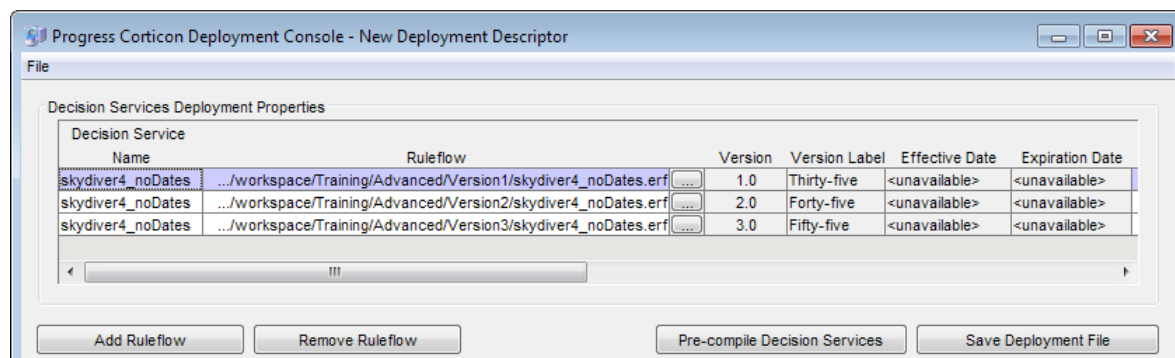 Progress Corticon Deployment Console - New Deployment Descriptor
File
Decision Services Deployment Properties
Decision Service
Name Ruleflow Version Version Label Effective Date Expiration Date
skydiver4_noDates .../workspace/Training/Advanced/Version1/skydiver4_noDates.erf ... 1.0 Thirty-five <unavailable> <unavailable>
skydiver4_noDates .../workspace/Training/Advanced/Version2/skydiver4_noDates.erf ... 2.0 Forty-five <unavailable> <unavailable>
skydiver4_noDates .../workspace/Training/Advanced/Version3/skydiver4_noDates.erf ... 3.0 Fifty-five <unavailable> <unavailable>
Add Ruleflow Remove Ruleflow Pre-compile Decision Services Save Deployment File